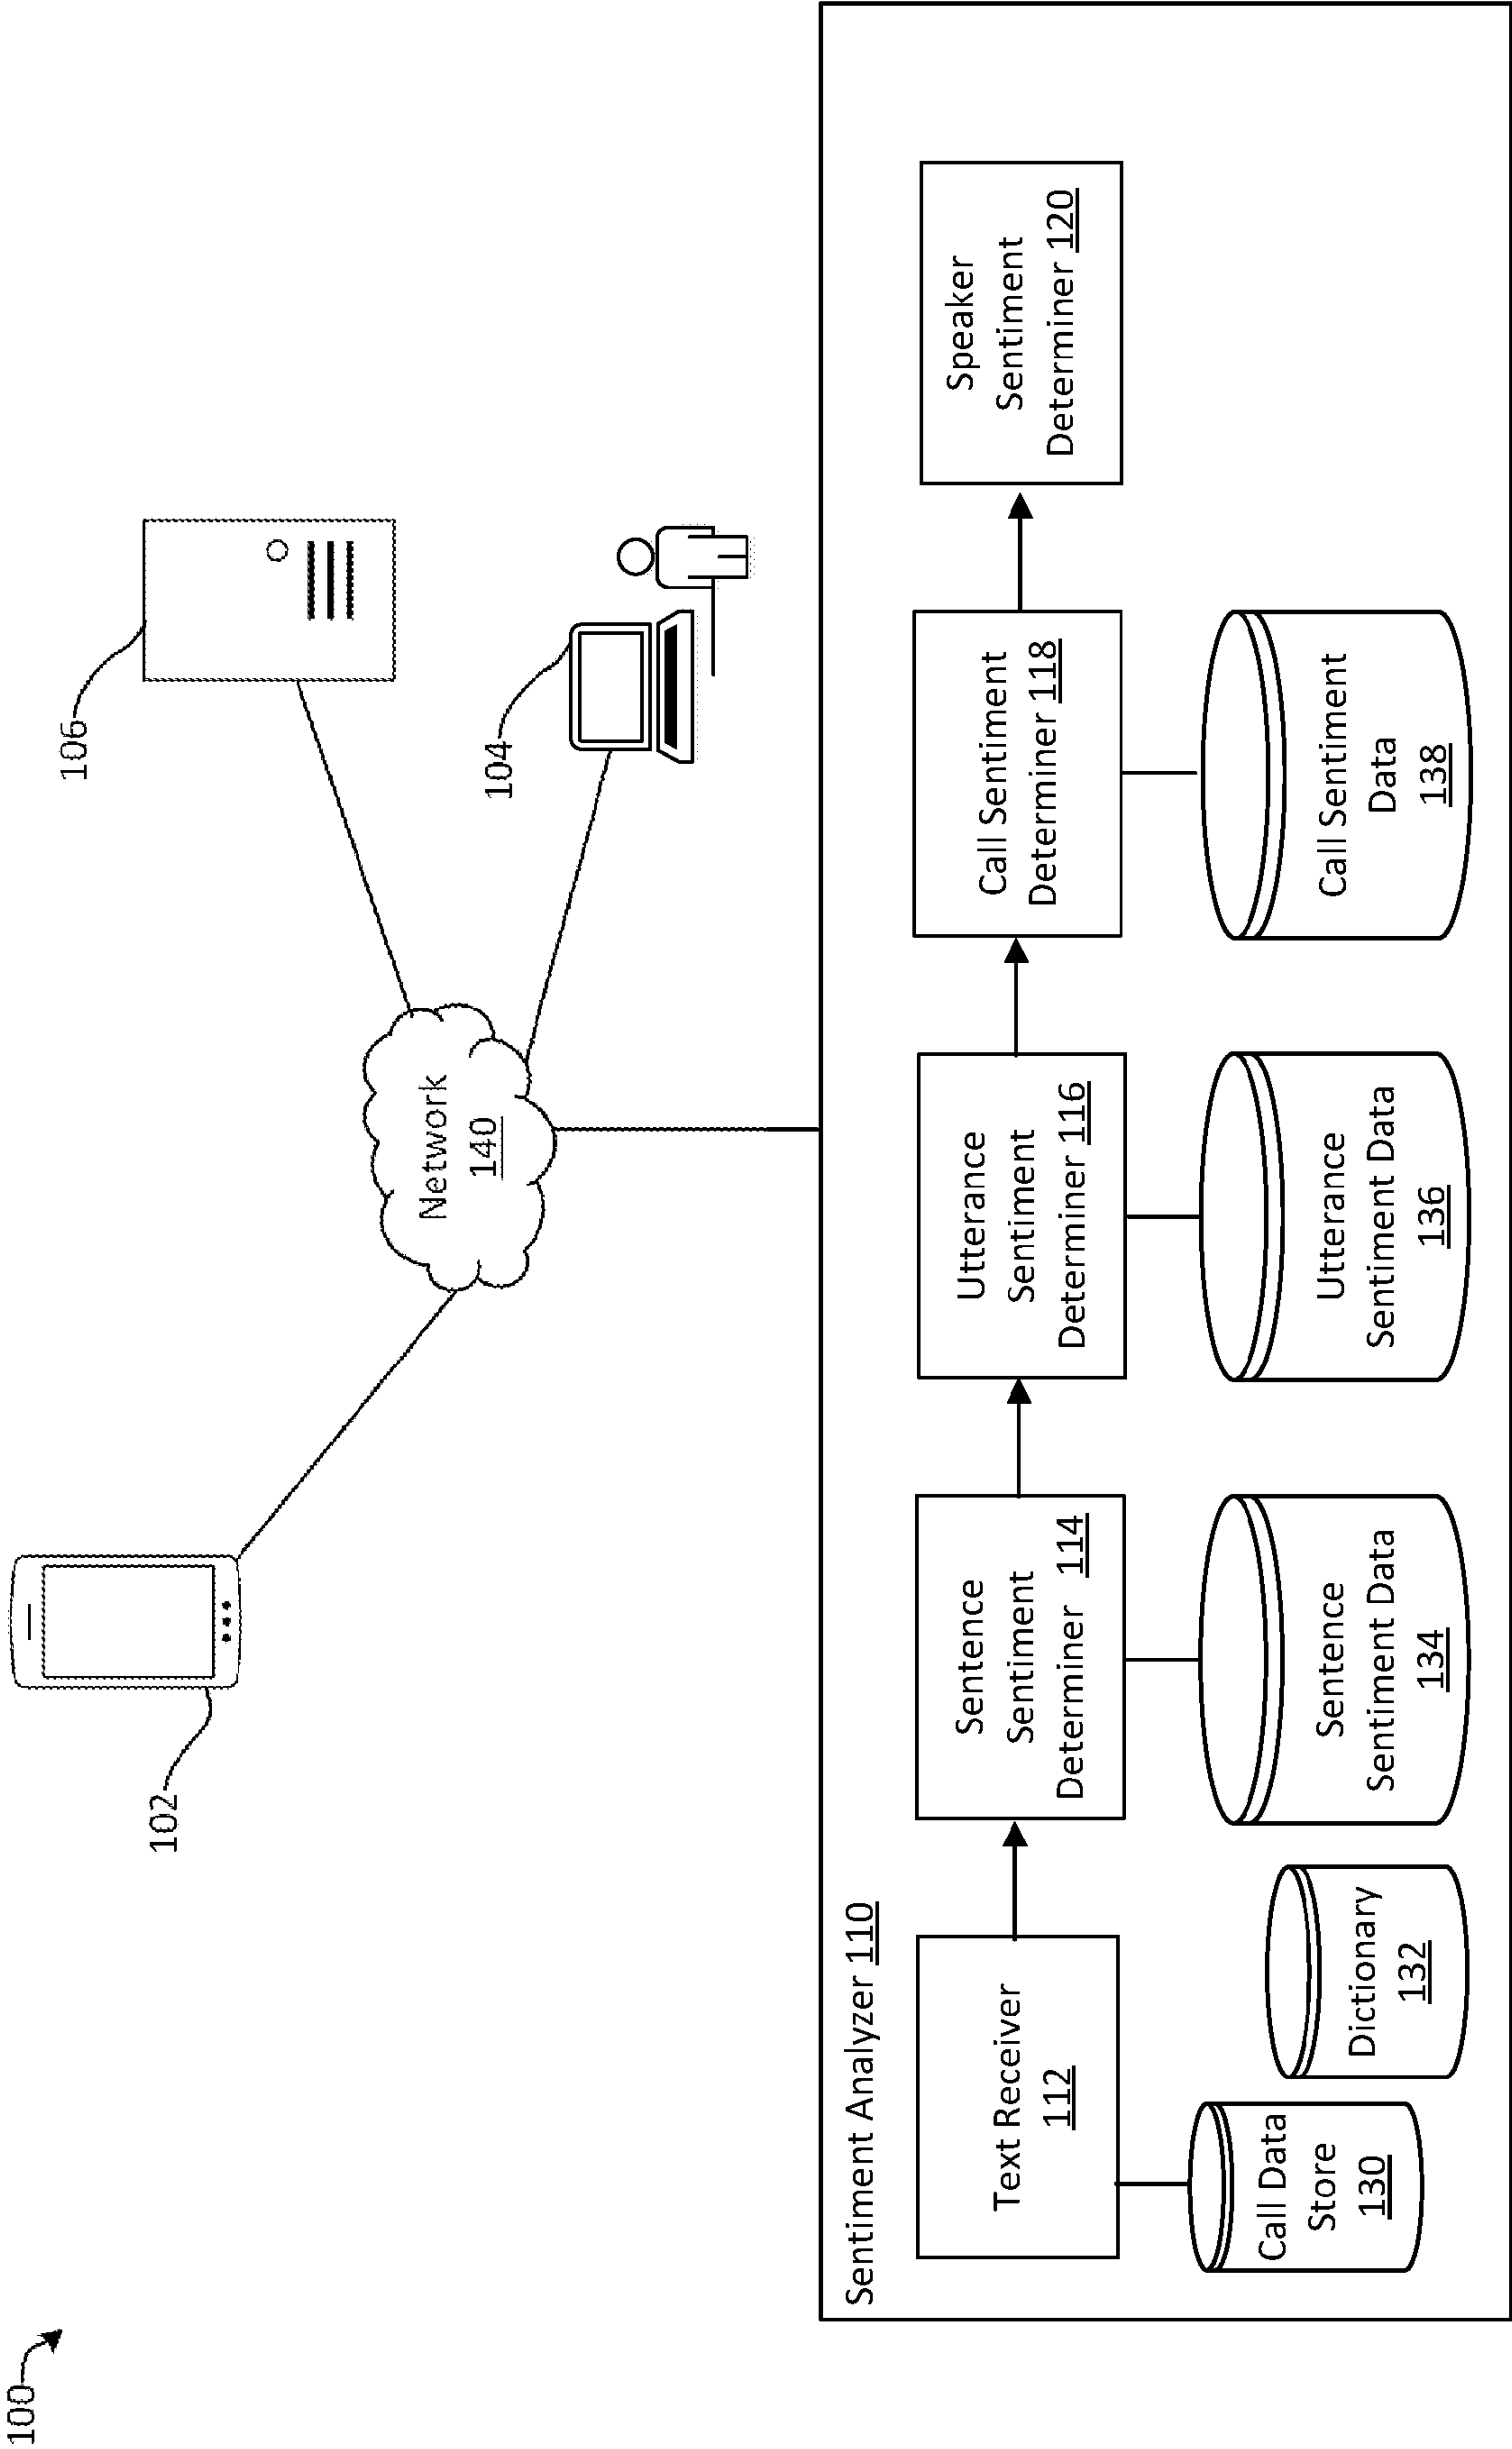 100
102
106
104
Network
140
Sentiment Analyzer 110
Text Receiver
112
Sentence
Sentiment
Determiner 114
Utterance
Sentiment
Determiner 116
Call Sentiment
Determiner 118
Speaker
Sentiment
Determiner 120
Call Data
Store
130
Dictionary
132
Sentence
Sentiment Data
134
Utterance
Sentiment Data
136
Call Sentiment
Data
138